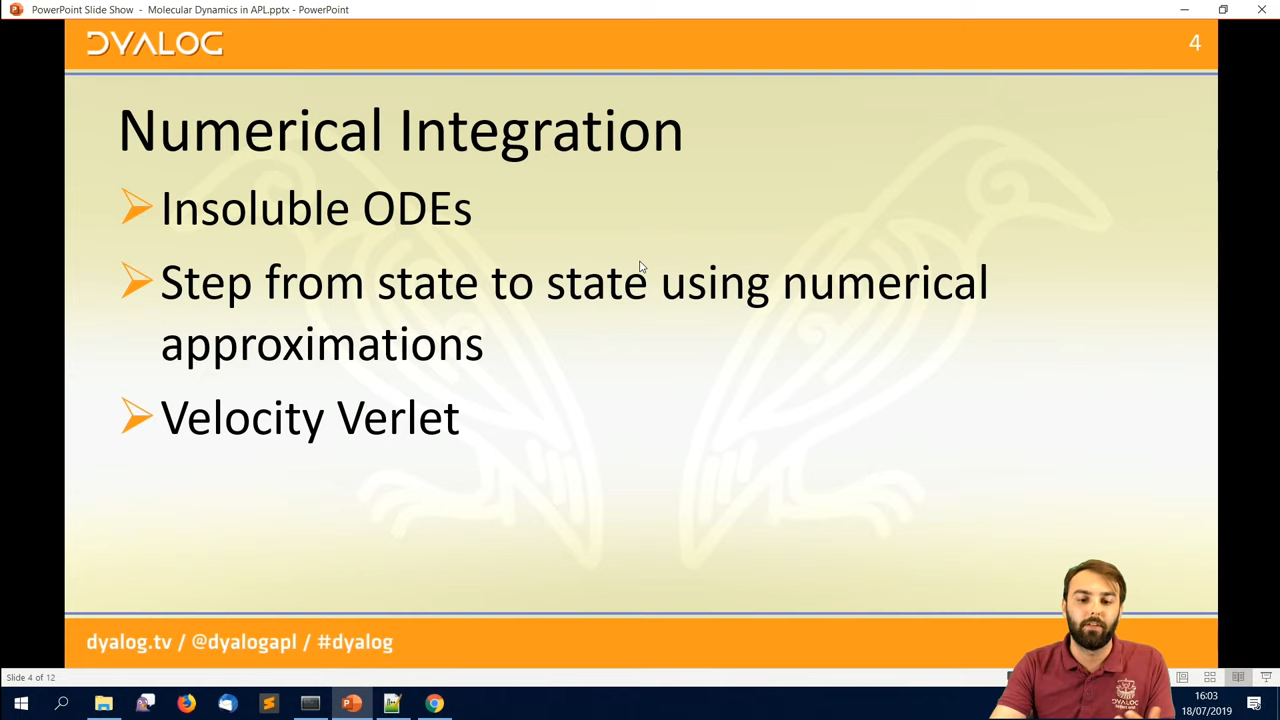 PowerPoint Slide Show - Molecular Dynamics in APL.pptx - PowerPoint
DYALOG
4
Numerical Integration
Insoluble ODEs
Step from state to state using numerical
approximations
Velocity Verlet
dyalog.tv / @dyalogapl / #dyalog
Slide 4 of 12
16:03
18/07/2019